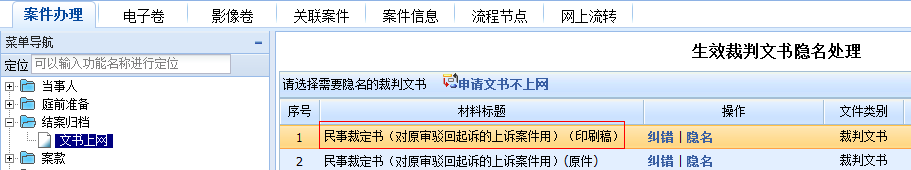 案件办理 电子卷 影像卷 关联案件 案件信息 流程节点 网上流转
菜单导航
定位 可以输入功能名称进行定位
当事人
庭前准备
结案归档
文书上网
案款
生效裁判文书隐名处理
请选择需要隐名的裁判文书 申请文书不上网
序号 材料标题 操作 文件类别
1 民事裁定书（对原审驳回起诉的上诉案件用）（印刷稿） 纠错 | 隐名 裁判文书
2 民事裁定书（对原审驳回起诉的上诉案件用）（原件） 纠错 | 隐名 裁判文书